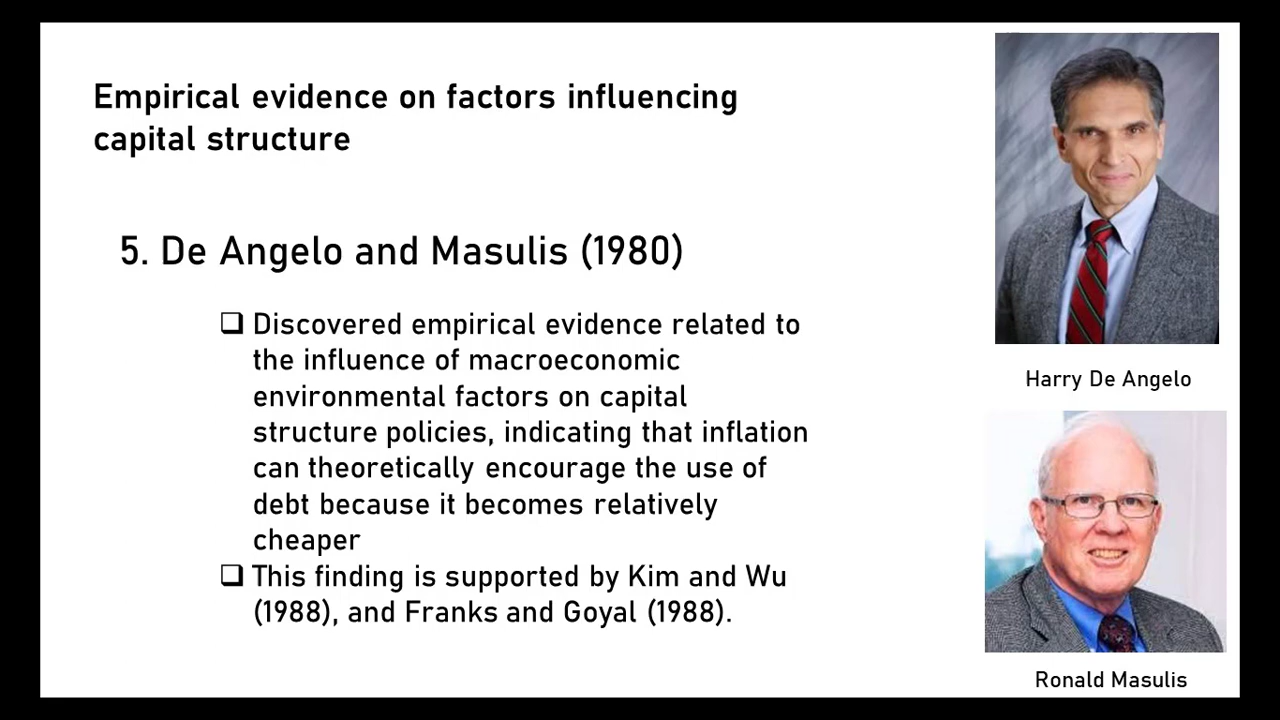 Empirical evidence on factors influencing
capital structure
5. De Angelo and Masulis (1980)
❑ Discovered empirical evidence related to
the influence of macroeconomic
environmental factors on capital
structure policies, indicating that inflation
can theoretically encourage the use of
debt because it becomes relatively
cheaper
❑ This finding is supported by Kim and Wu
(1988), and Franks and Goyal (1988).
Harry De Angelo
Ronald Masulis